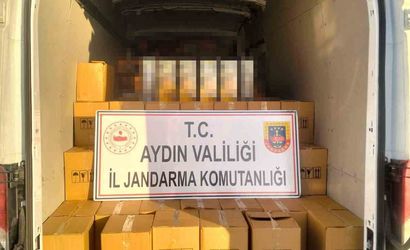 T.C.
AYDIN VALİLİĞİ
İL JANDARMA KOMUTANLIĞI